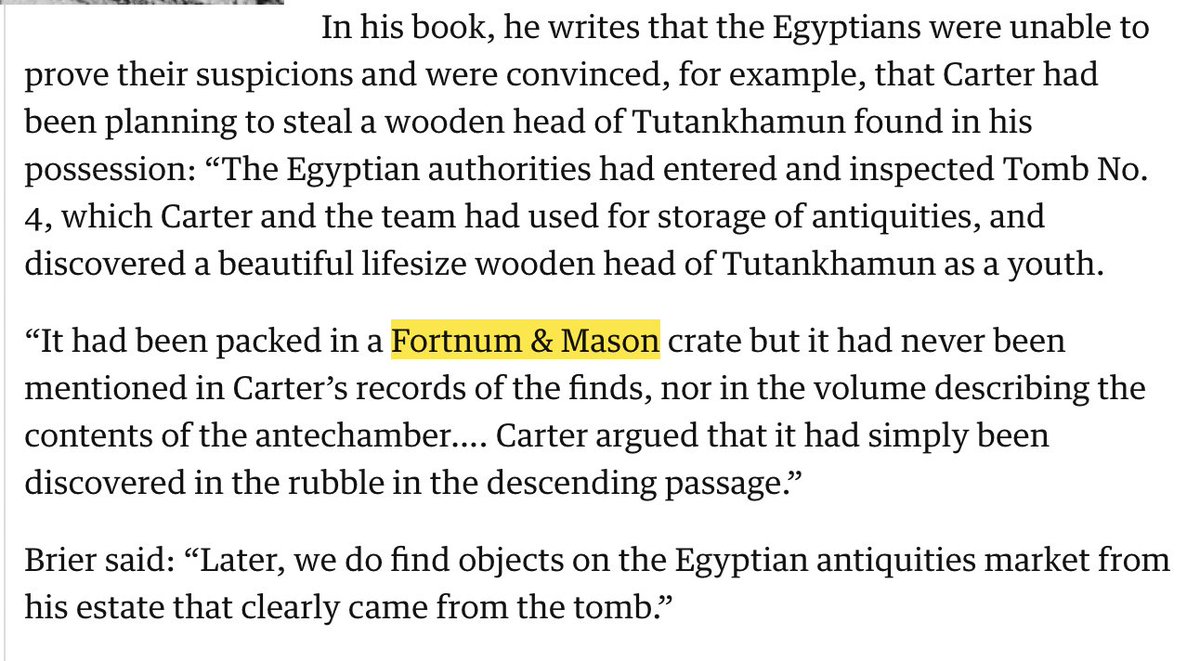 In his book, he writes that the Egyptians were unable to
prove their suspicions and were convinced, for example, that Carter had
been planning to steal a wooden head of Tutankhamun found in his
possession: “The Egyptian authorities had entered and inspected Tomb No.
4, which Carter and the team had used for storage of antiquities, and
discovered a beautiful lifesize wooden head of Tutankhamun as a youth.
“It had been packed in a Fortnum & Mason crate but it had never been
mentioned in Carter’s records of the finds, nor in the volume describing the
contents of the antechamber.... Carter argued that it had simply been
discovered in the rubble in the descending passage.”
Brier said: “Later, we do find objects on the Egyptian antiquities market from
his estate that clearly came from the tomb.”